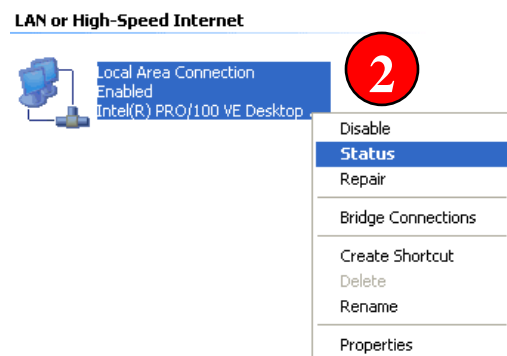 LAN or High-Speed Internet
Local Area Connection
Enabled
Intel(R) PRO/100 VE Desktop ...
2
Disable
Status
Repair
Bridge Connections
Create Shortcut
Delete
Rename
Properties